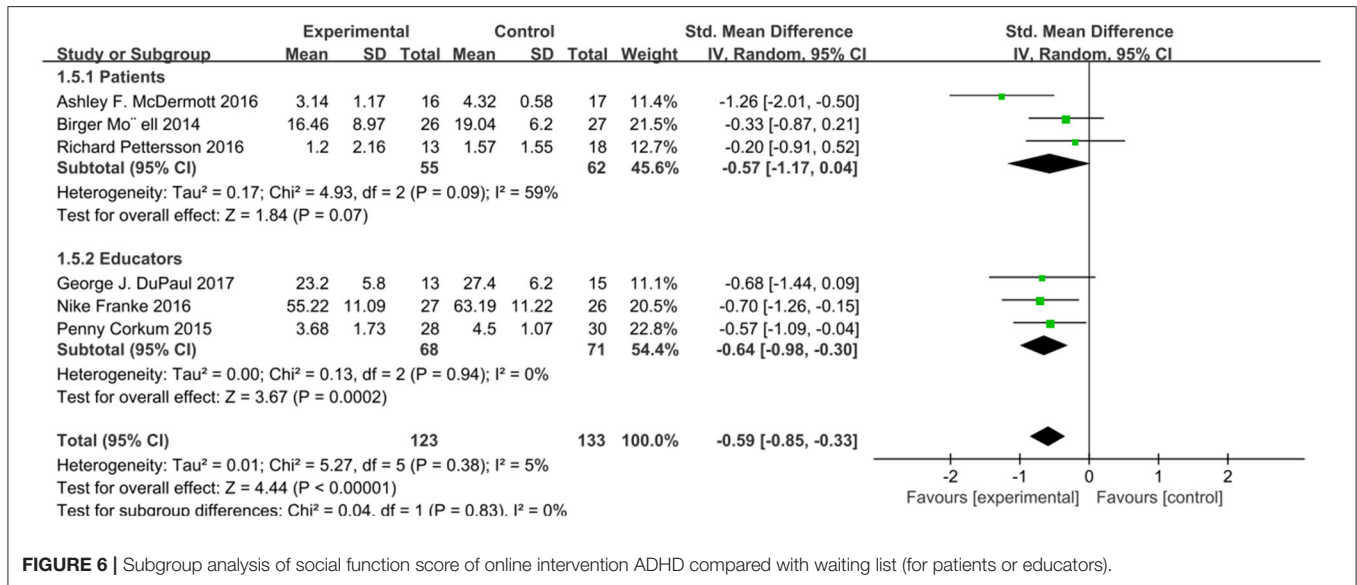 Experimental Control Std. Mean Difference Std. Mean Difference
Study or Subgroup Mean SD Total Mean SD Total Weight IV, Random, 95% CI IV, Random, 95% CI
1.5.1 Patients
Ashley F. McDermott 2016 3.14 1.17 16 4.32 0.58 17 11.4% -1.26 [-2.01, -0.50]
Birger Mo¨ ell 2014 16.46 8.97 26 19.04 6.2 27 21.5% -0.33 [-0.87, 0.21]
Richard Pettersson 2016 1.2 2.16 13 1.57 1.55 18 12.7% -0.20 [-0.91, 0.52]
Subtotal (95% CI) 55 62 45.6% -0.57 [-1.17, 0.04]
Heterogeneity: Tau² = 0.17; Chi² = 4.93, df = 2 (P = 0.09); I² = 59%
Test for overall effect: Z = 1.84 (P = 0.07)
1.5.2 Educators
George J. DuPaul 2017 23.2 5.8 13 27.4 6.2 15 11.1% -0.68 [-1.44, 0.09]
Nike Franke 2016 55.22 11.09 27 63.19 11.22 26 20.5% -0.70 [-1.26, -0.15]
Penny Corkum 2015 3.68 1.73 28 4.5 1.07 30 22.8% -0.57 [-1.09, -0.04]
Subtotal (95% CI) 68 71 54.4% -0.64 [-0.98, -0.30]
Heterogeneity: Tau² = 0.00; Chi² = 0.13, df = 2 (P = 0.94); I² = 0%
Test for overall effect: Z = 3.67 (P = 0.0002)
Total (95% CI) 123 133 100.0% -0.59 [-0.85, -0.33]
Heterogeneity: Tau² = 0.01; Chi² = 5.27, df = 5 (P = 0.38); I² = 5%
Test for overall effect: Z = 4.44 (P < 0.00001)
Test for subgroup differences: Chi² = 0.04, df = 1 (P = 0.83), I² = 0%
-2 -1 0 1 2
Favours [experimental] Favours [control]
FIGURE 6 | Subgroup analysis of social function score of online intervention ADHD compared with waiting list (for patients or educators).